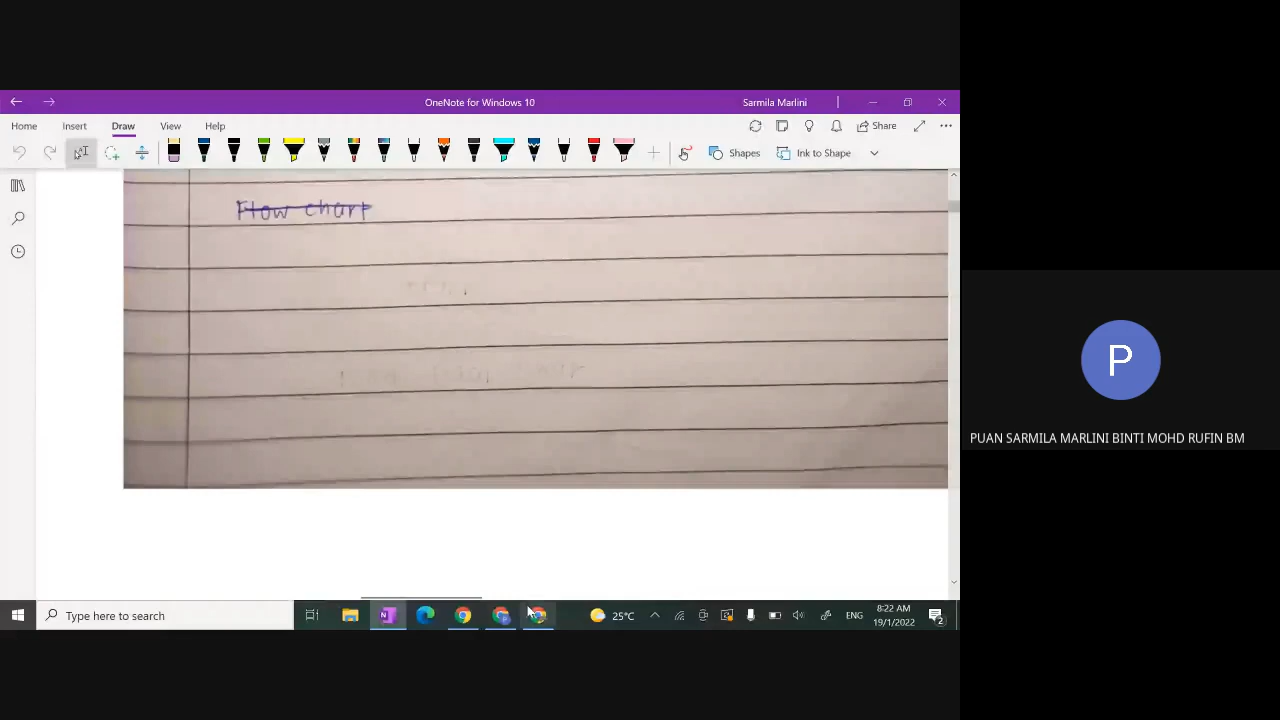 OneNote for Windows 10
Sarmila Marlini
Home Insert Draw View Help
Share
Shapes
Ink to Shape
Flow chart
P
PUAN SARMILA MARLINI BINTI MOHD RUFIN BM
Type here to search
25°C
ENG
8:22 AM
19/1/2022
2